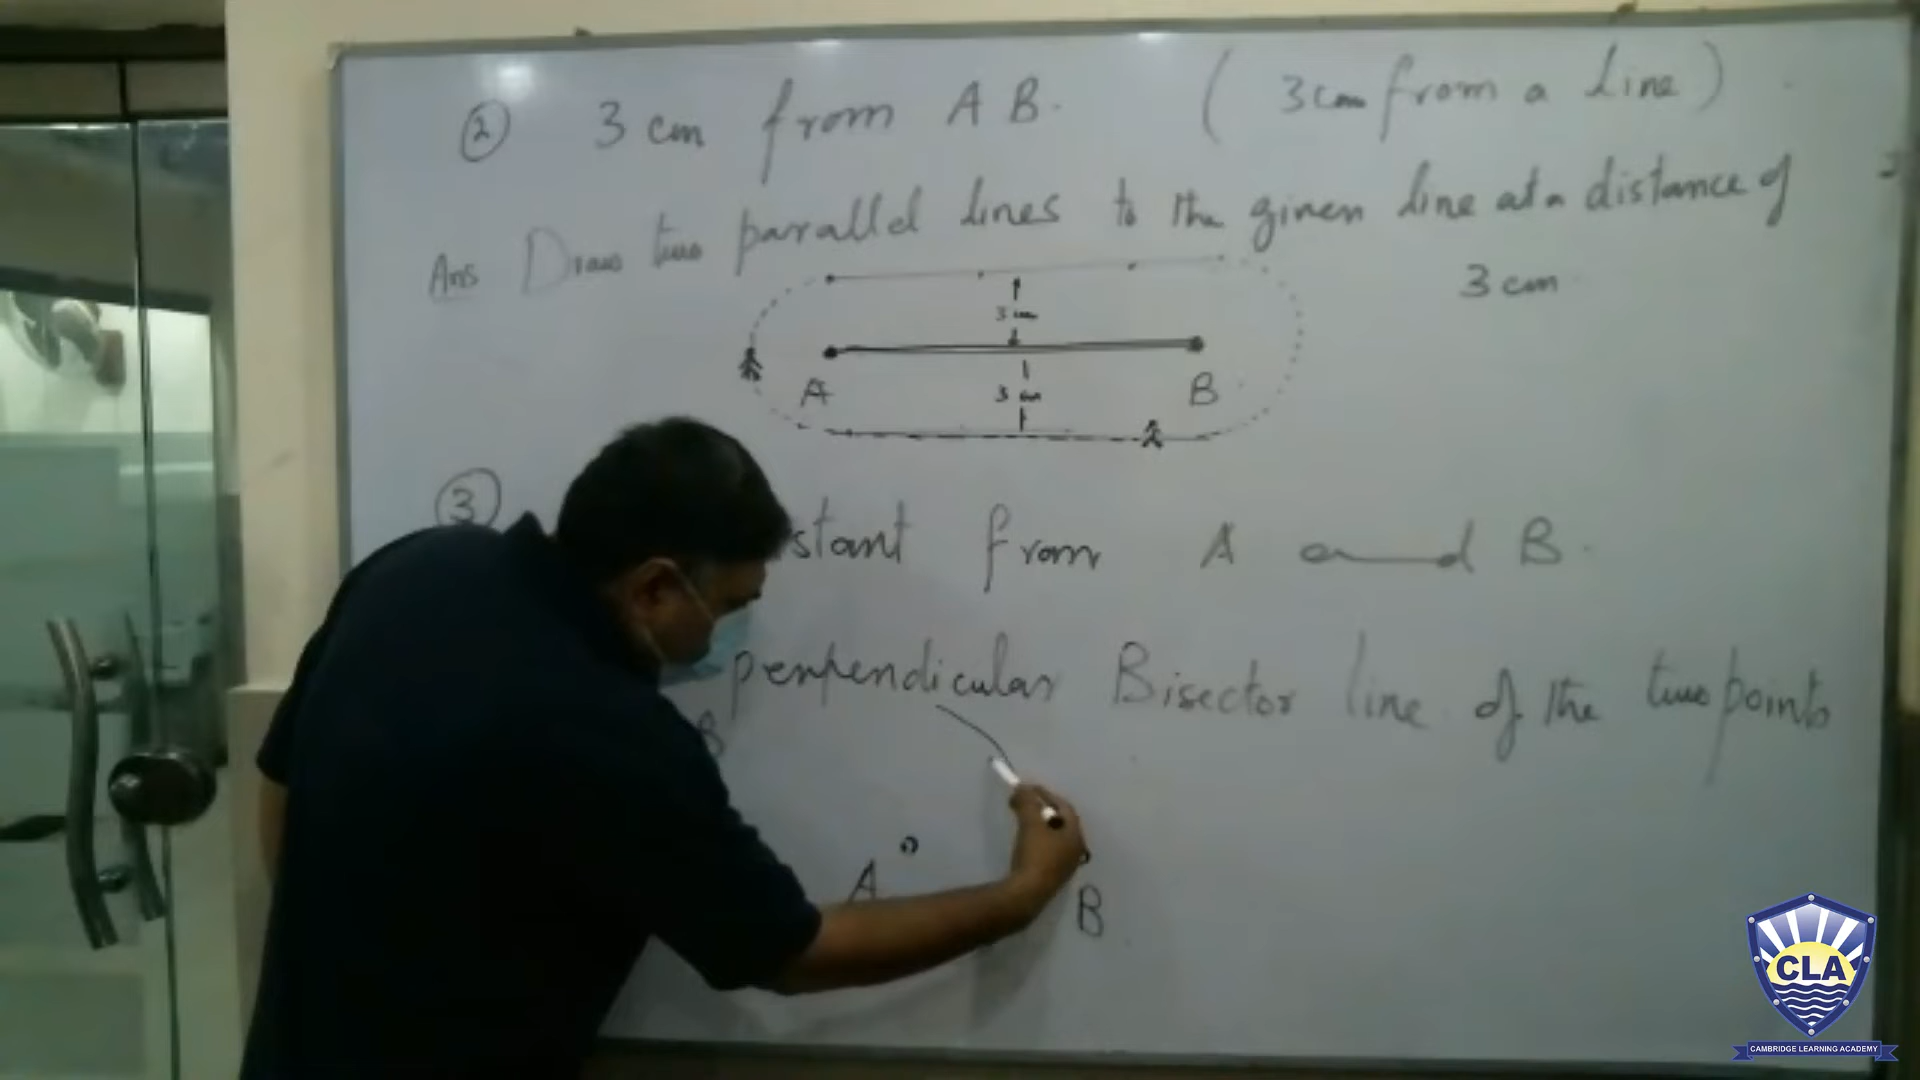 ② 3 cm from AB. (3cm from a line)
Ans Draw two parallel lines to the given line at a distance of
3 cm
3 cm
A B
3 cm
③ stant from A and B.
perpendicular Bisector line of the two points
B
A
B
CLA
CAMBRIDGE LEARNING ACADEMY